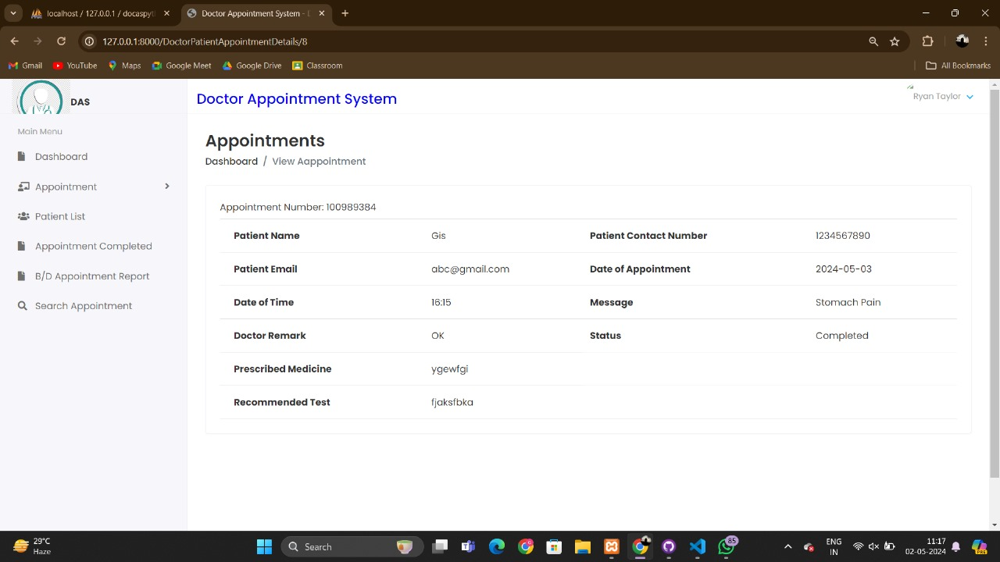 localhost / 127.0.0.1 / docaspyt
Doctor Appointment System - D
127.0.0.1:8000/DoctorPatientAppointmentDetails/8
Gmail YouTube Maps Google Meet Google Drive Classroom All Bookmarks
DAS
Doctor Appointment System
Ryan Taylor
Main Menu
Dashboard
Appointment
Patient List
Appointment Completed
B/D Appointment Report
Search Appointment
Appointments
Dashboard / View Aappointment
Appointment Number: 100989384
Patient Name Gis Patient Contact Number 1234567890
Patient Email abc@gmail.com Date of Appointment 2024-05-03
Date of Time 16:15 Message Stomach Pain
Doctor Remark OK Status Completed
Prescribed Medicine ygewfgi
Recommended Test fjaksfbka
29°C
Haze
Search
85
ENG
IN
11:17
02-05-2024